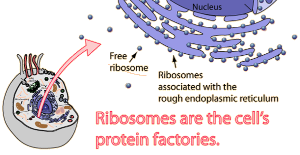 Nucleus
Free
ribosome
Ribosomes
associated with the
rough endoplasmic reticulum
Ribosomes are the cell's
protein factories.